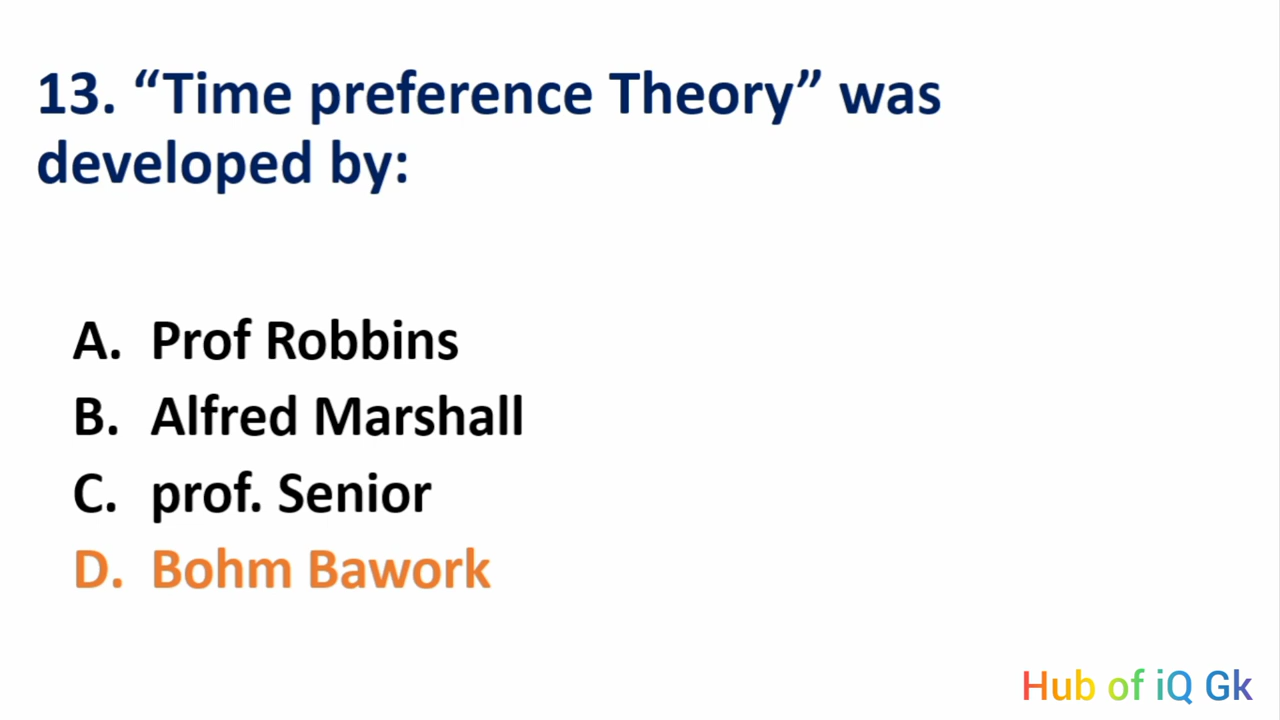 13. “Time preference Theory” was
developed by:
A. Prof Robbins
B. Alfred Marshall
C. prof. Senior
D. Bohm Bawork
Hub of iQ Gk